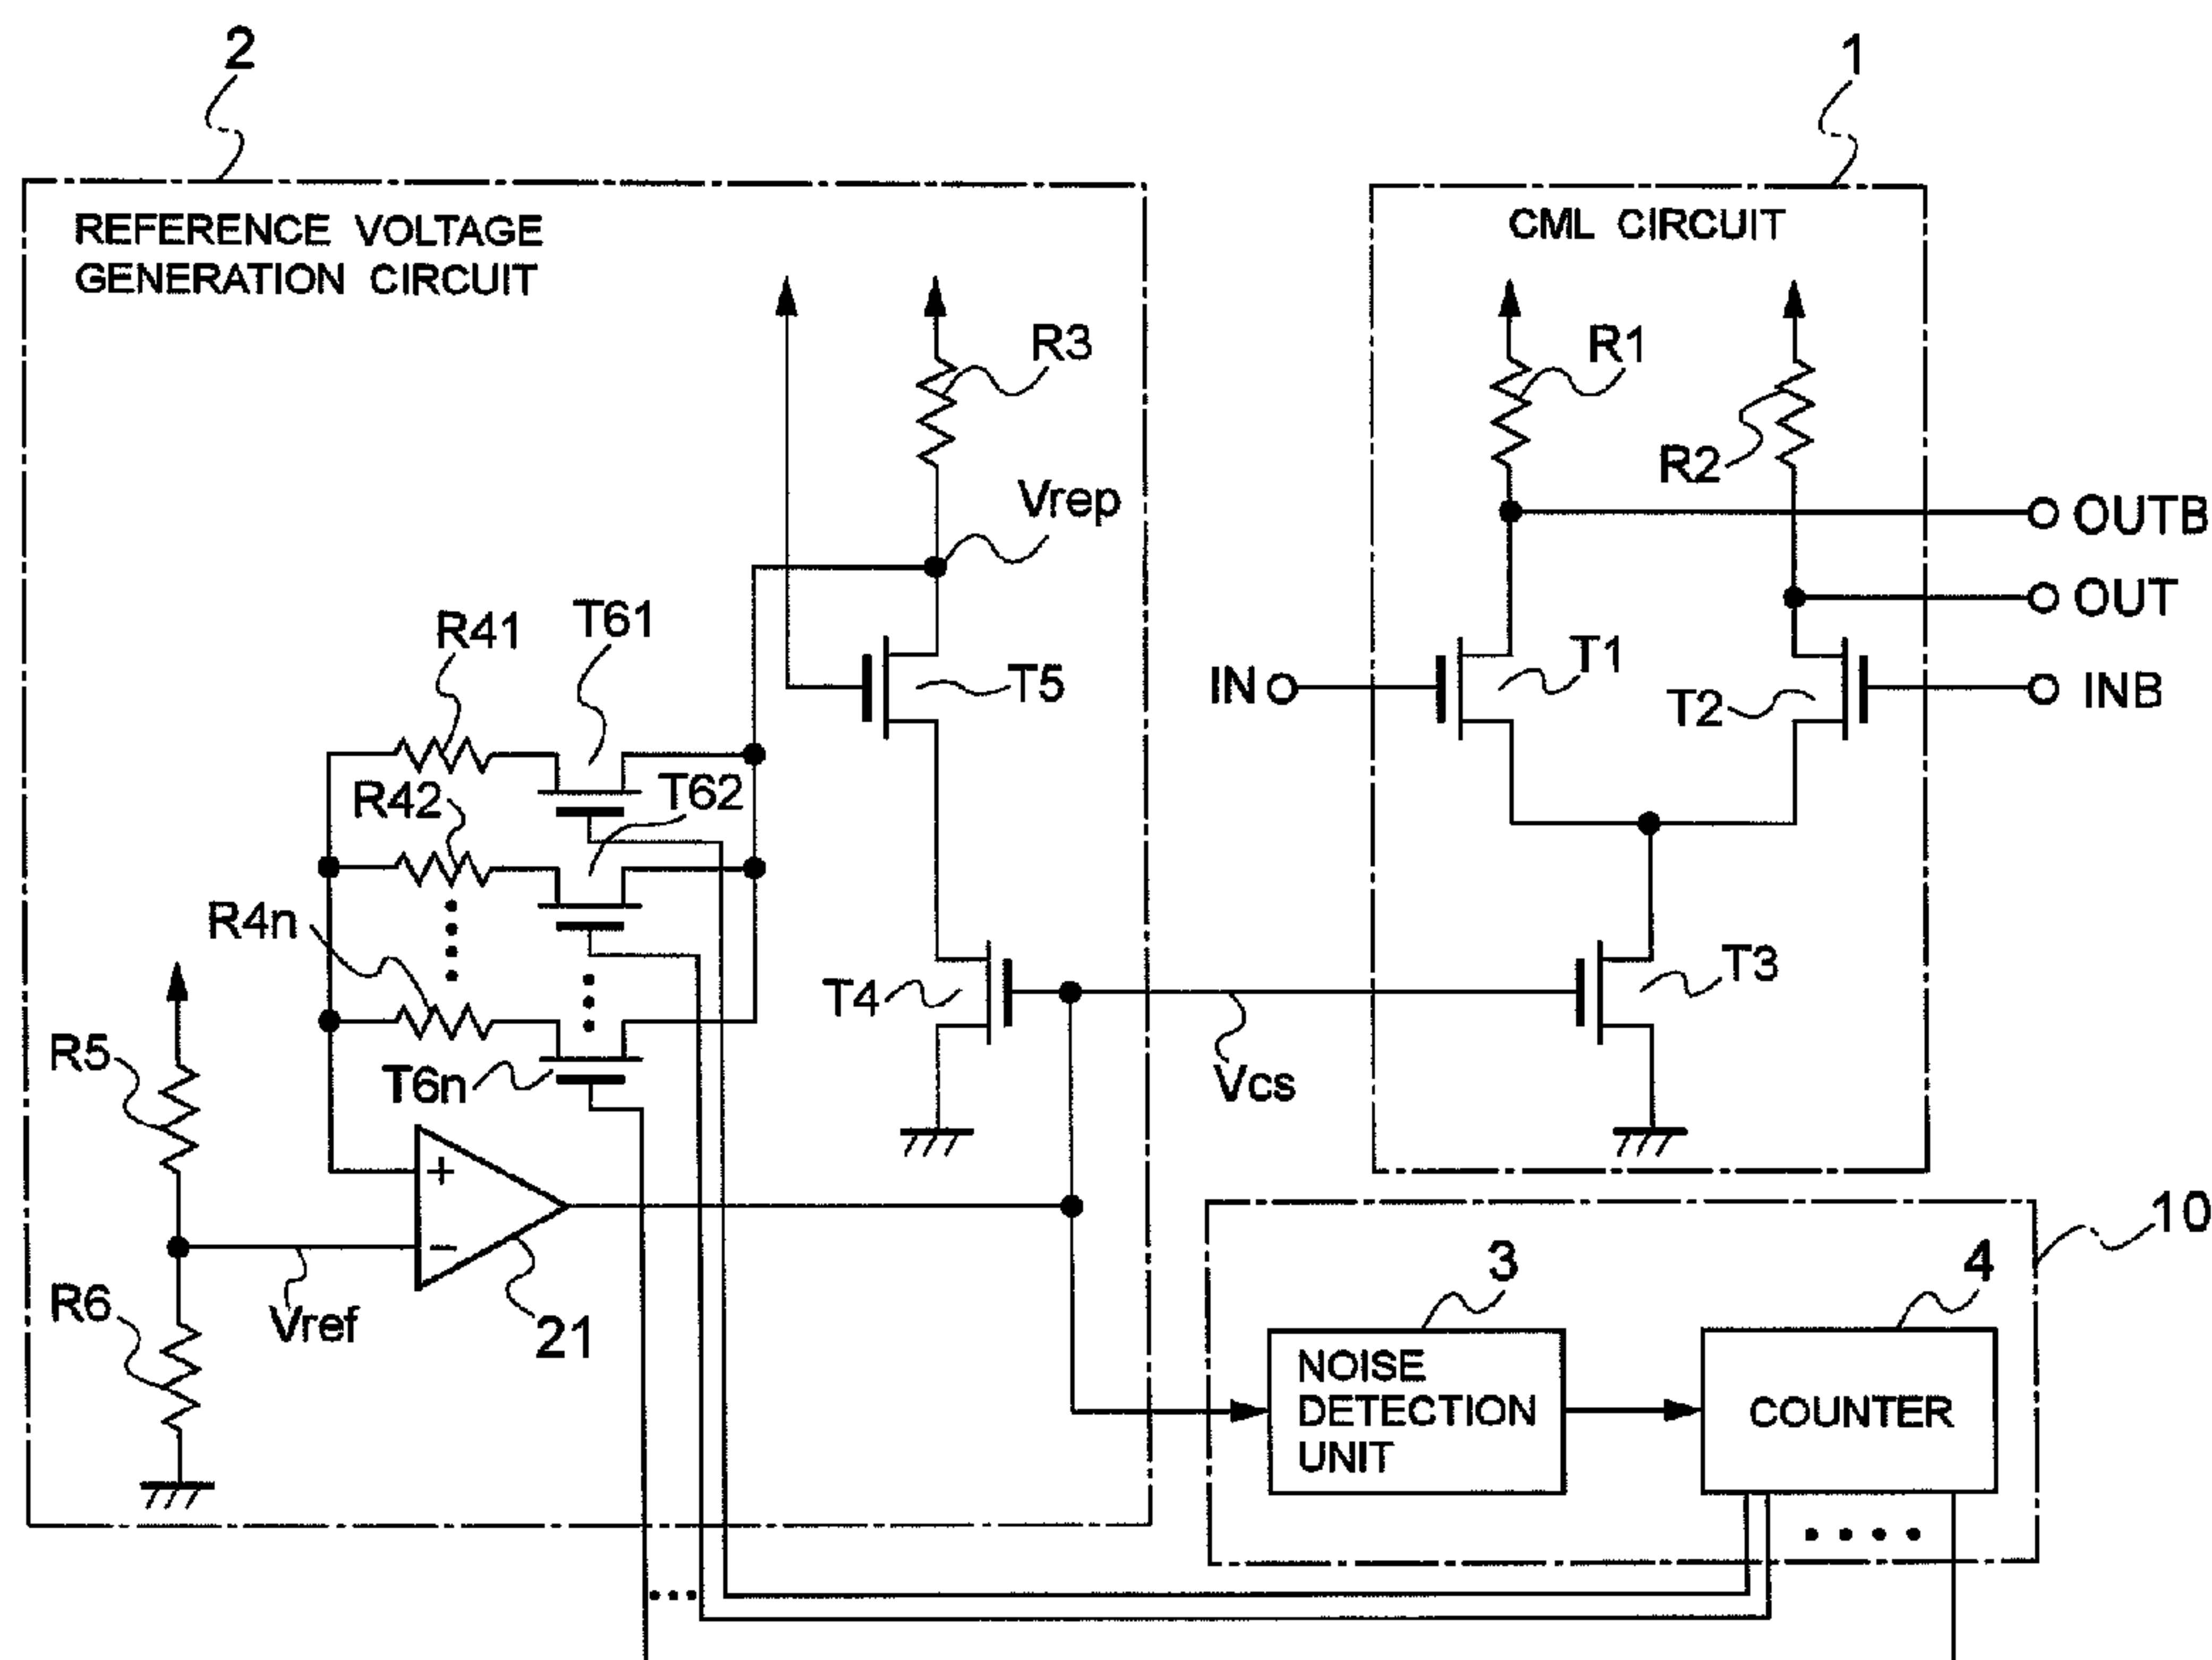 2
1
REFERENCE VOLTAGE
GENERATION CIRCUIT
CML CIRCUIT
R3
R1
R2
Vrep
OUTB
OUT
R41
T61
T5
IN
T1
T2
INB
R42
T62
R4n
T4
T3
R5
T6n
Vcs
+
−
10
R6
Vref
21
3
4
NOISE
DETECTION
UNIT
COUNTER